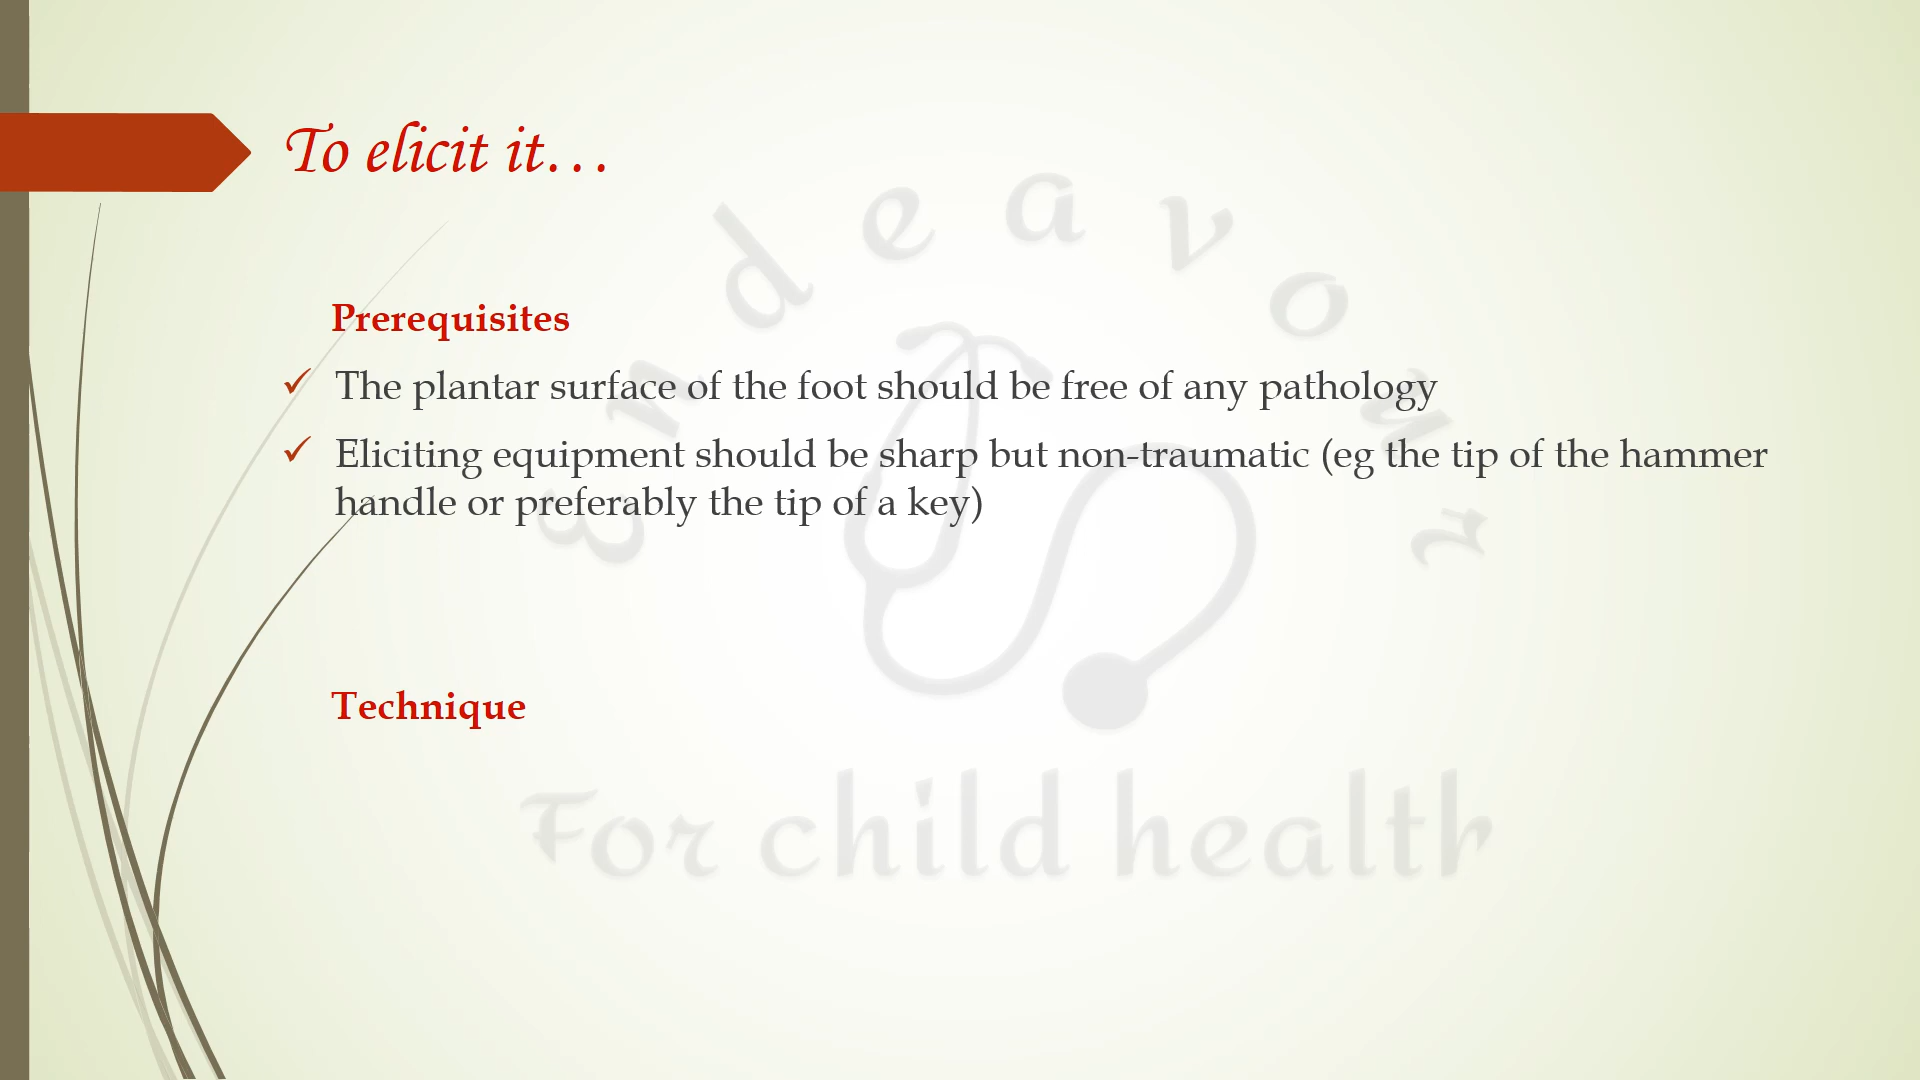 To elicit it...
Prerequisites
The plantar surface of the foot should be free of any pathology
Eliciting equipment should be sharp but non-traumatic (eg the tip of the hammer
handle or preferably the tip of a key)
Technique
Endeavour
For child health